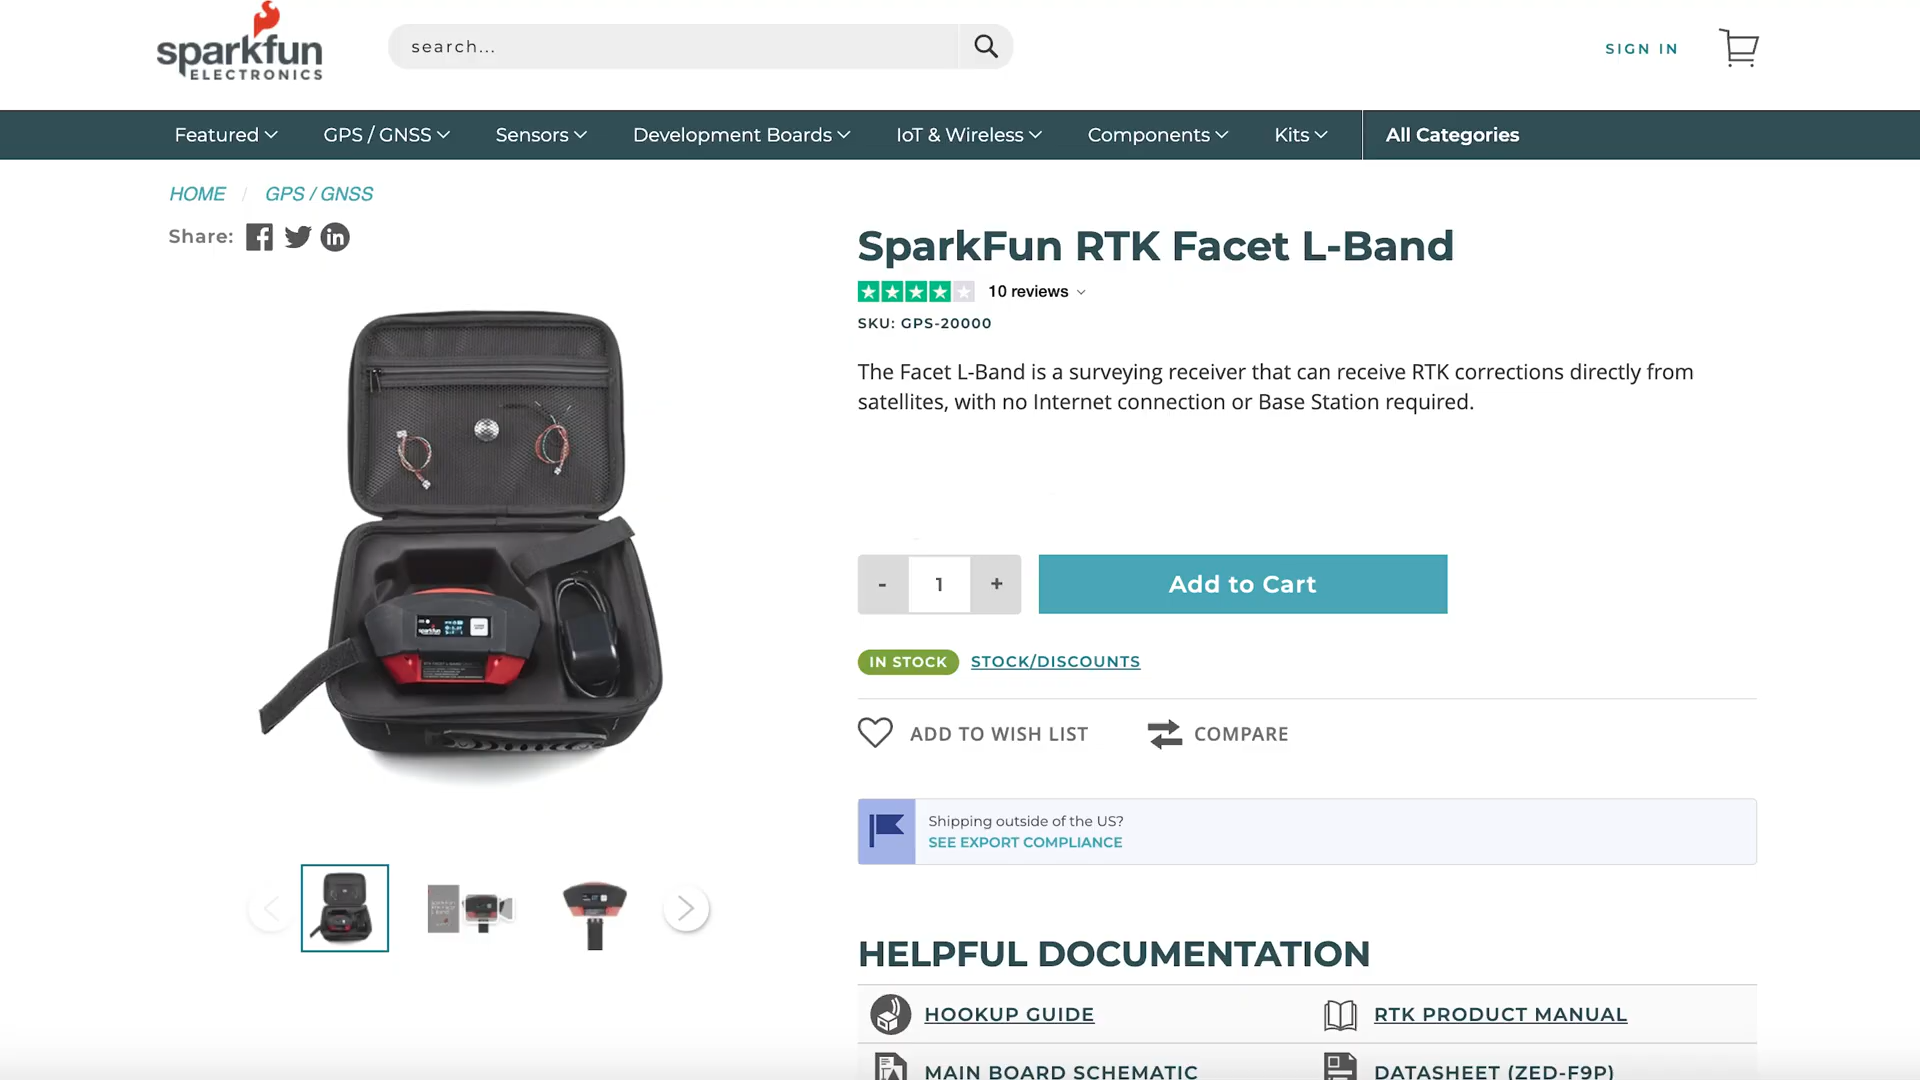 sparkfun
ELECTRONICS
search...
SIGN IN
Featured
GPS / GNSS
Sensors
Development Boards
IoT & Wireless
Components
Kits
All Categories
HOME / GPS / GNSS
Share:
SparkFun RTK Facet L-Band
10 reviews
SKU: GPS-20000
The Facet L-Band is a surveying receiver that can receive RTK corrections directly from
satellites, with no Internet connection or Base Station required.
- 1 +
Add to Cart
IN STOCK
STOCK/DISCOUNTS
ADD TO WISH LIST
COMPARE
Shipping outside of the US?
SEE EXPORT COMPLIANCE
HELPFUL DOCUMENTATION
HOOKUP GUIDE
RTK PRODUCT MANUAL
MAIN BOARD SCHEMATIC
DATASHEET (ZED-F9P)